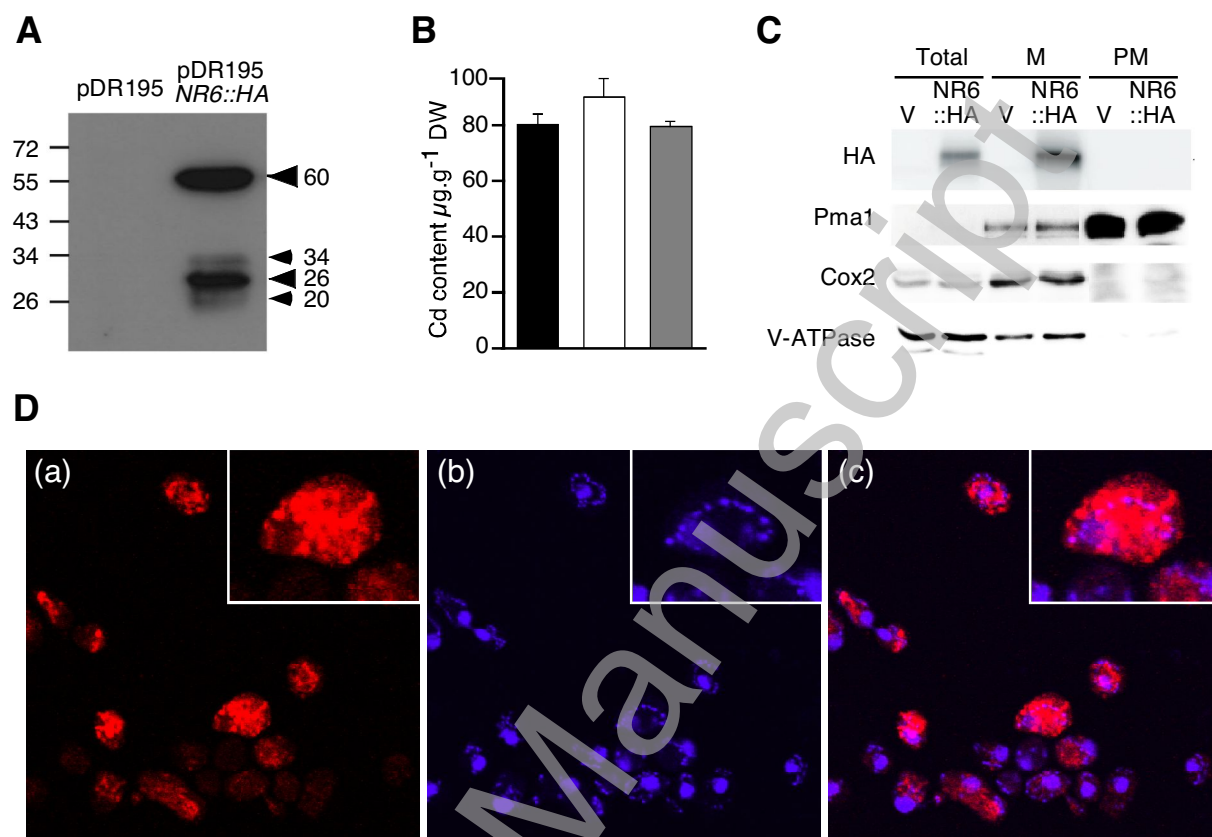 A
pDR195
pDR195
NR6::HA
72
55
43
34
26
60
34
26
20
B
Cd content µg.g-1 DW
100
80
60
40
20
0
C
Total M PM
V NR6 ::HA V NR6 ::HA V NR6 ::HA
HA
Pma1
Cox2
V-ATPase
D
(a)
(b)
(c)
Manuscript